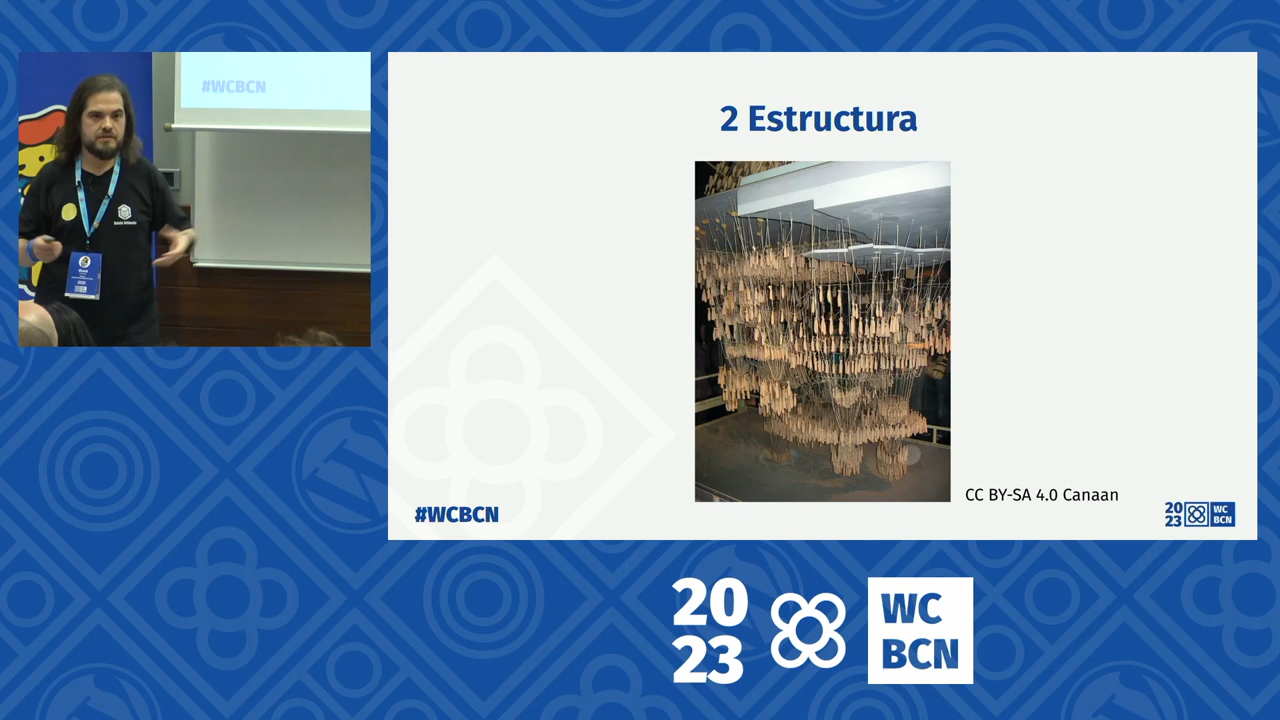 #WCBCN
2 Estructura
CC BY-SA 4.0 Canaan
#WCBCN
20
23
WC
BCN
20
23
WC
BCN